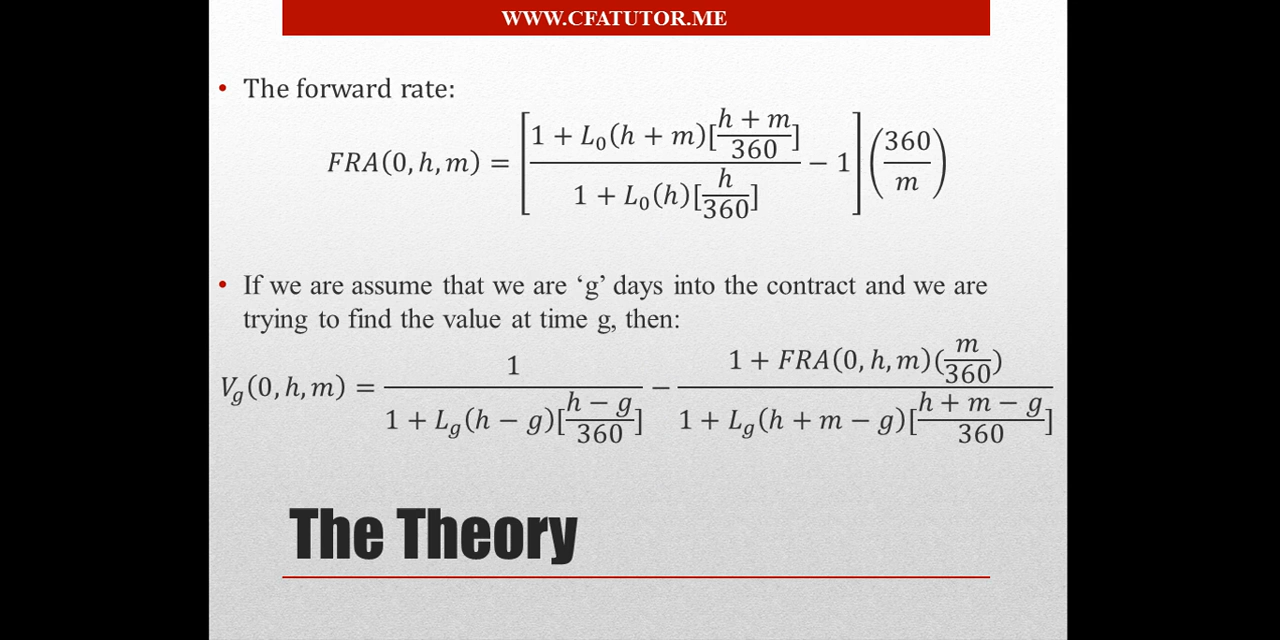 WWW.CFATUTOR.ME
• The forward rate:
FRA(0, h, m) = [ (1 + L₀(h + m)[(h + m)/360]) / (1 + L₀(h)[h/360]) − 1 ] (360/m)
• If we are assume that we are ‘g’ days into the contract and we are
trying to find the value at time g, then:
V_g(0, h, m) = 1 / (1 + L_g(h − g)[(h − g)/360]) − (1 + FRA(0, h, m)(m/360)) / (1 + L_g(h + m − g)[(h + m − g)/360])
The Theory